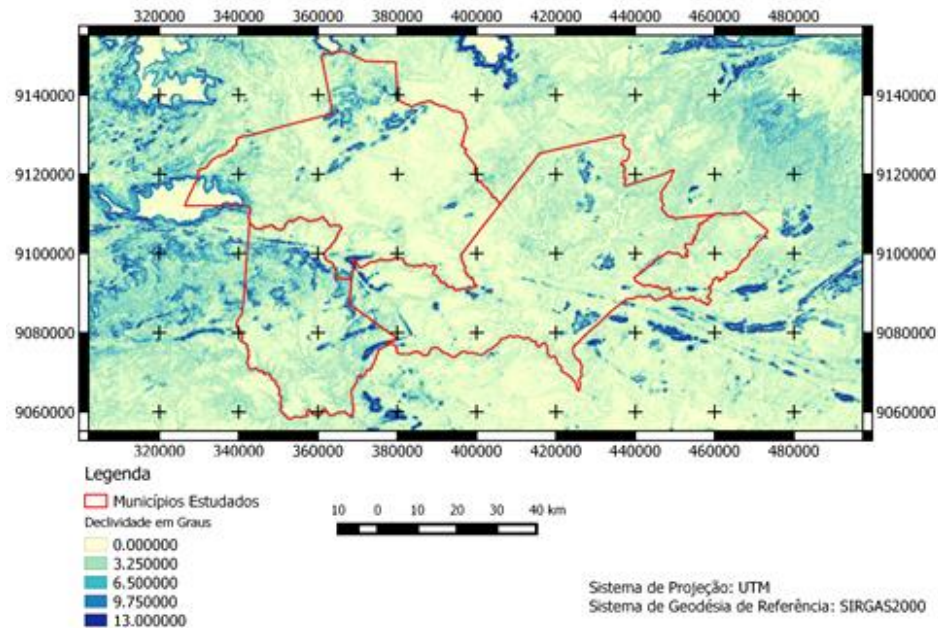 320000 340000 360000 380000 400000 420000 440000 460000 480000
9140000 9140000
9120000 9120000
9100000 9100000
9080000 9080000
9060000 9060000
320000 340000 360000 380000 400000 420000 440000 460000 480000
Legenda
Municípios Estudados
Declividade em Graus
0.000000
3.250000
6.500000
9.750000
13.000000
10 0 10 20 30 40 km
Sistema de Projeção: UTM
Sistema de Geodésia de Referência: SIRGAS2000